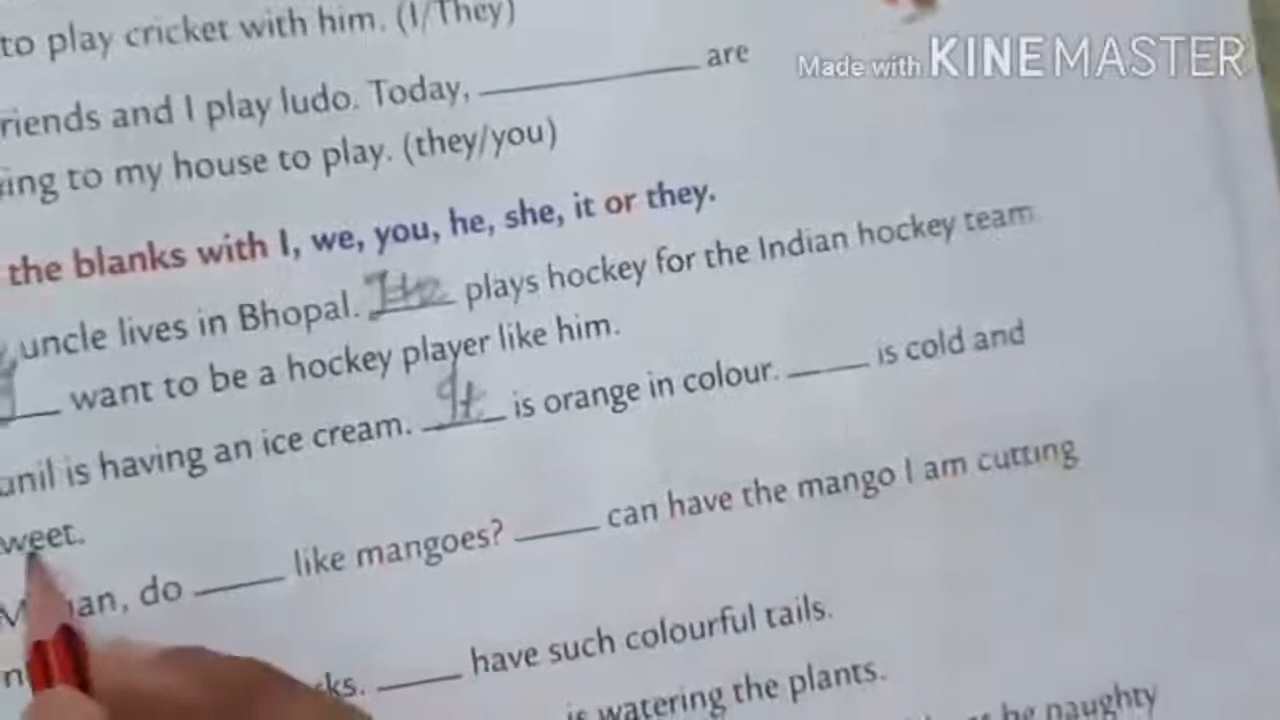 to play cricket with him. (I/They)
Made with KINEMASTER
riends and I play ludo. Today, ________ are
ing to my house to play. (they/you)
the blanks with I, we, you, he, she, it or they.
uncle lives in Bhopal. He plays hockey for the Indian hockey team
____ want to be a hockey player like him.
unil is having an ice cream. It is orange in colour. ____ is cold and
weet.
do ____ like mangoes? ____ can have the mango I am cutting
ks. ____ have such colourful tails.
is watering the plants.
be naughty